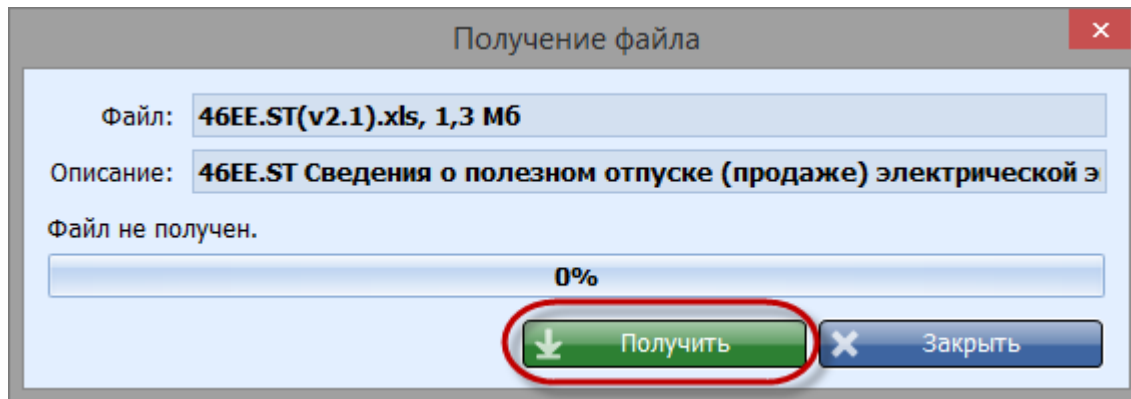 Получение файла
Файл: 46EE.ST(v2.1).xls, 1,3 Мб
Описание: 46EE.ST Сведения о полезном отпуске (продаже) электрической э
Файл не получен.
0%
Получить Закрыть